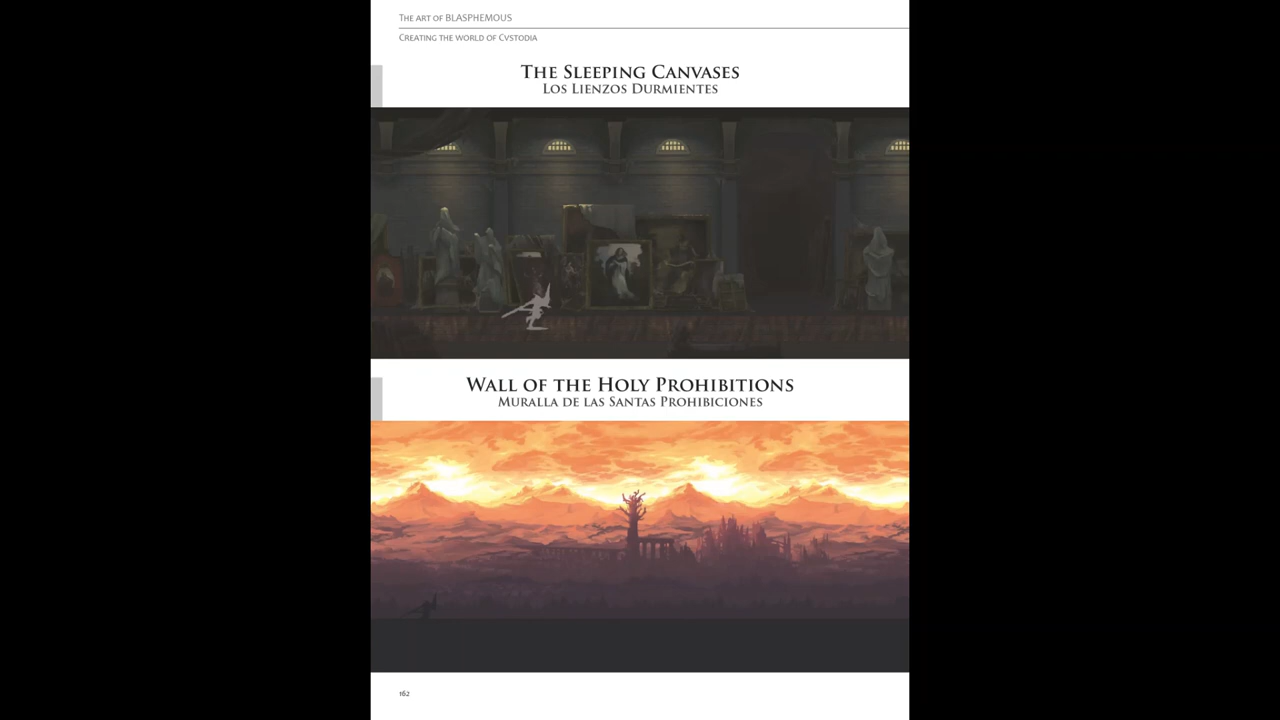 The art of BLASPHEMOUS
Creating the world of Cvstodia
The Sleeping Canvases
Los Lienzos Durmientes
Wall of the Holy Prohibitions
Muralla de las Santas Prohibiciones
162